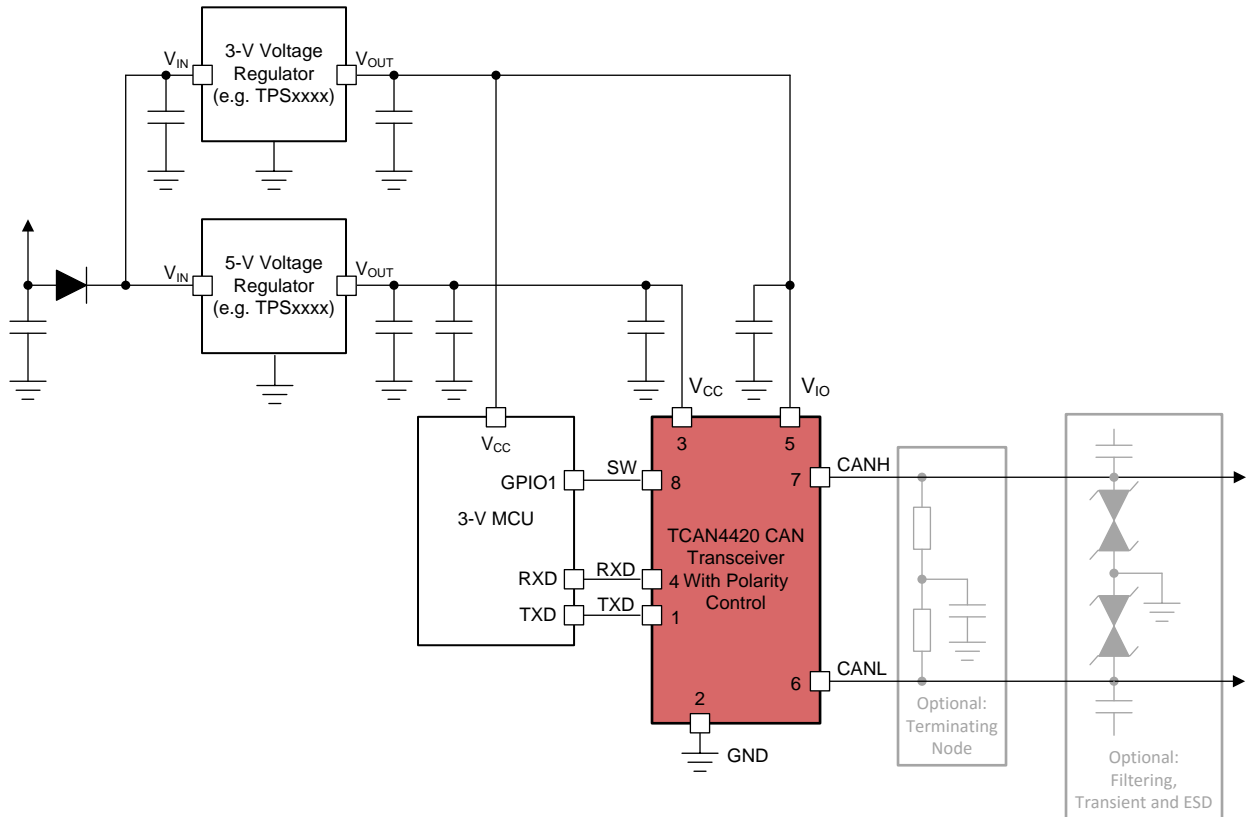 3-V Voltage
Regulator
(e.g. TPSxxxx)
VIN
VOUT
5-V Voltage
Regulator
(e.g. TPSxxxx)
VIN
VOUT
VCC
VIO
VCC
3
5
GPIO1
SW
8
7
CANH
3-V MCU
TCAN4420 CAN
Transceiver
With Polarity
Control
RXD
RXD
4
TXD
TXD
1
6
CANL
2
GND
Optional:
Terminating
Node
Optional:
Filtering,
Transient and ESD